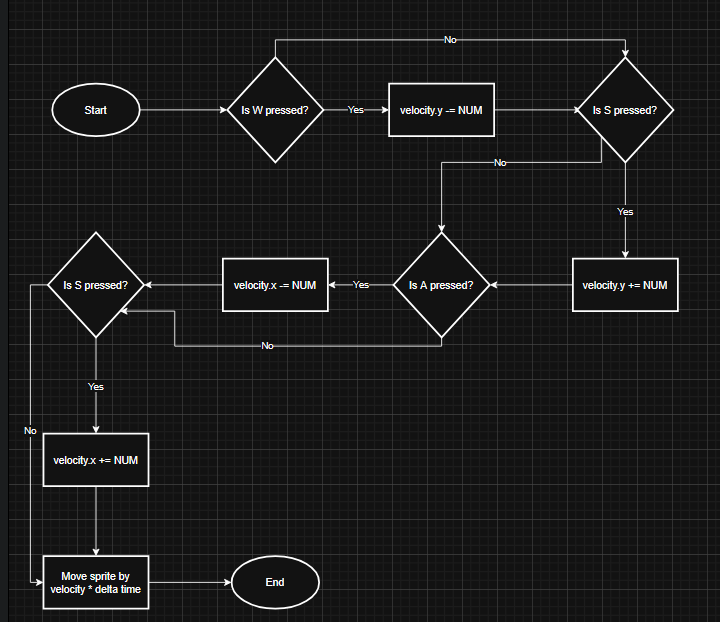 No
Start
Is W pressed?
Yes
velocity.y -= NUM
Is S pressed?
No
Yes
Is S pressed?
velocity.x -= NUM
Yes
Is A pressed?
velocity.y += NUM
No
Yes
No
velocity.x += NUM
Move sprite by
velocity * delta time
End